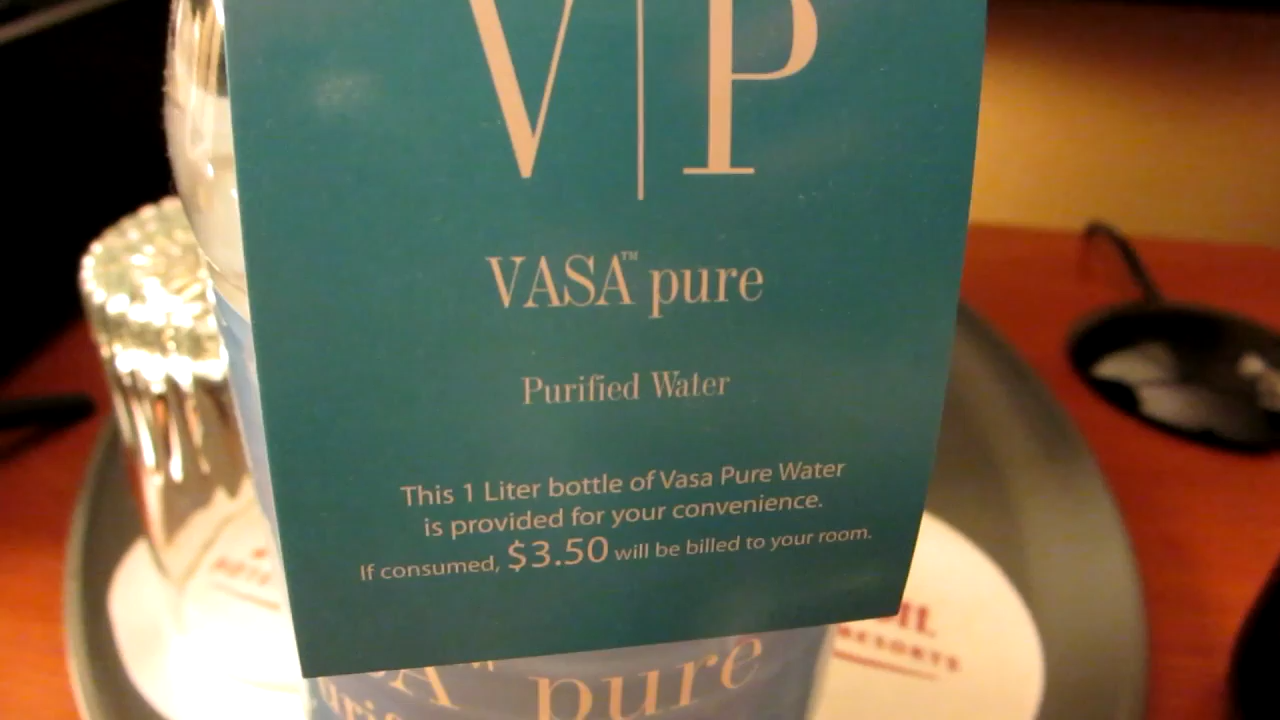 V|P
VASA™ pure
Purified Water
This 1 Liter bottle of Vasa Pure Water
is provided for your convenience.
If consumed, $3.50 will be billed to your room.
pure